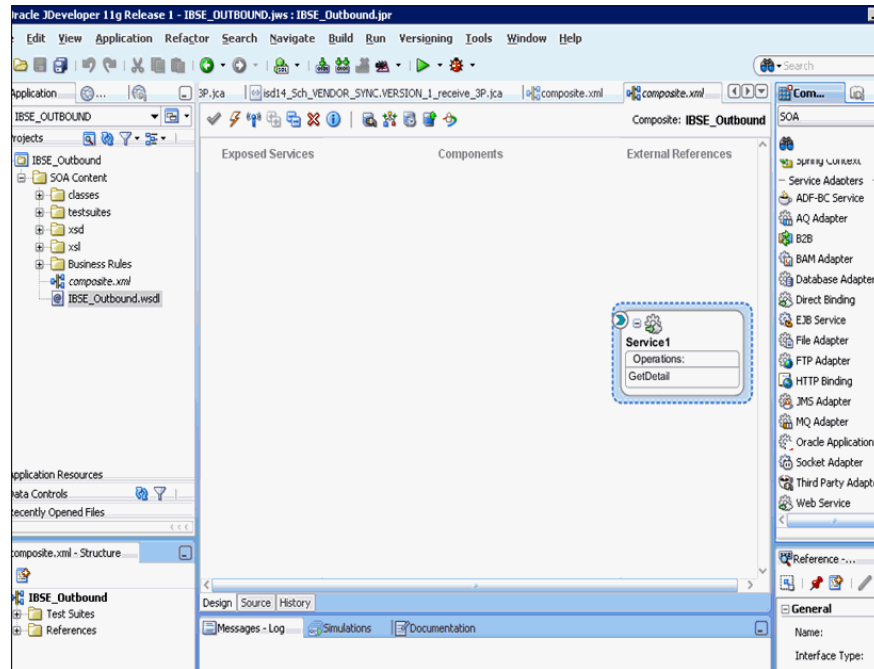 Oracle JDeveloper 11g Release 1 - IBSE_OUTBOUND.jws : IBSE_Outbound.jpr
Edit View Application Refactor Search Navigate Build Run Versioning Tools Window Help
Search
Application
3P.jca
isd14_Sch_VENDOR_SYNC.VERSION_1_receive_3P.jca
composite.xml
composite.xml
Com...
IBSE_OUTBOUND
Composite: IBSE_Outbound
SOA
Projects
IBSE_Outbound
SOA Content
classes
testsuites
xsd
xsl
Business Rules
composite.xml
IBSE_Outbound.wsdl
Application Resources
Data Controls
Recently Opened Files
composite.xml - Structure
IBSE_Outbound
Test Suites
References
Exposed Services
Components
External References
Service1
Operations:
GetDetail
Design Source History
Messages - Log
Simulations
Documentation
Spring Context
Service Adapters
ADF-BC Service
AQ Adapter
B2B
BAM Adapter
Database Adapter
Direct Binding
EJB Service
File Adapter
FTP Adapter
HTTP Binding
JMS Adapter
MQ Adapter
Oracle Application
Socket Adapter
Third Party Adapt
Web Service
Reference -...
General
Name:
Interface Type: